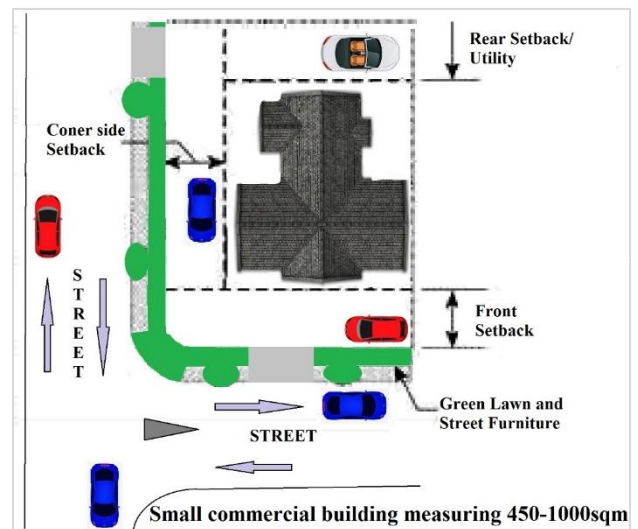 Rear Setback/
Utility
Coner side
Setback
STREET
Front
Setback
Green Lawn and
Street Furniture
STREET
Small commercial building measuring 450-1000sqm